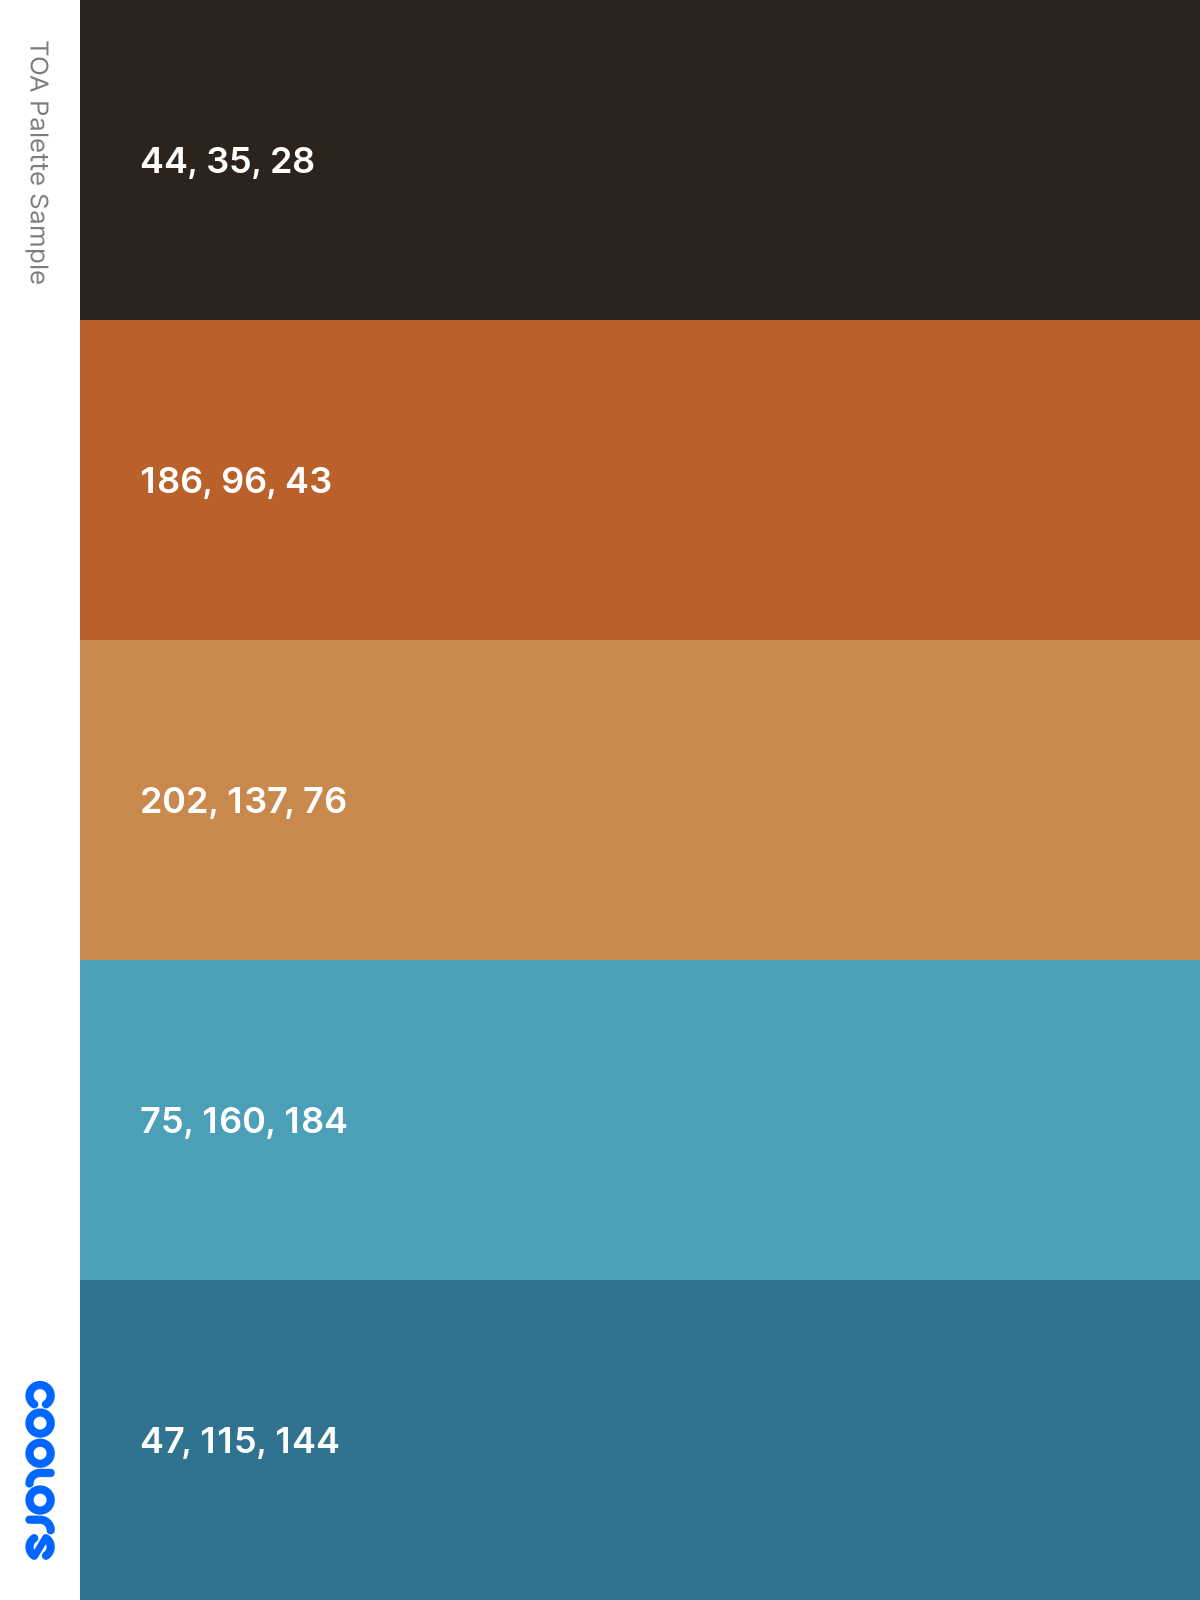 TOA Palette Sample
44, 35, 28
186, 96, 43
202, 137, 76
75, 160, 184
47, 115, 144
coolors